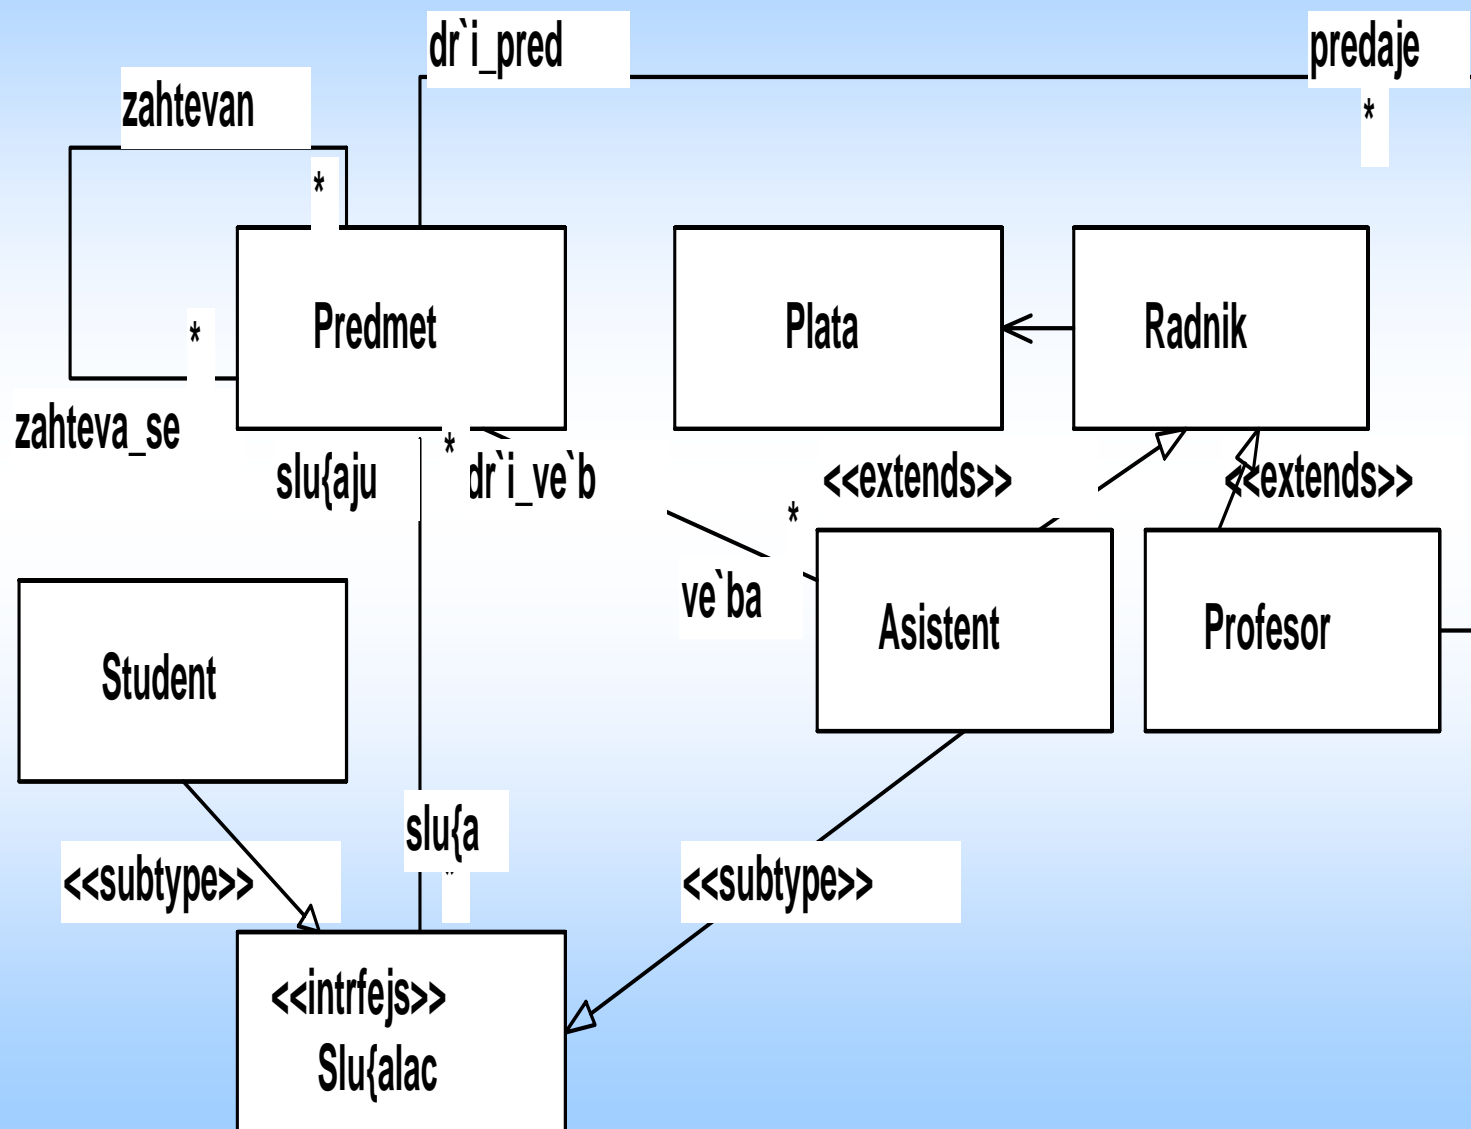 dr`i_pred
predaje
*
zahtevan
*
Predmet
Plata
Radnik
*
zahteva_se
slu{aju
*
dr`i_ve`b
<<extends>>
<<extends>>
*
ve`ba
Asistent
Profesor
Student
slu{a
<<subtype>>
<<subtype>>
<<intrfejs>>
Slu{alac